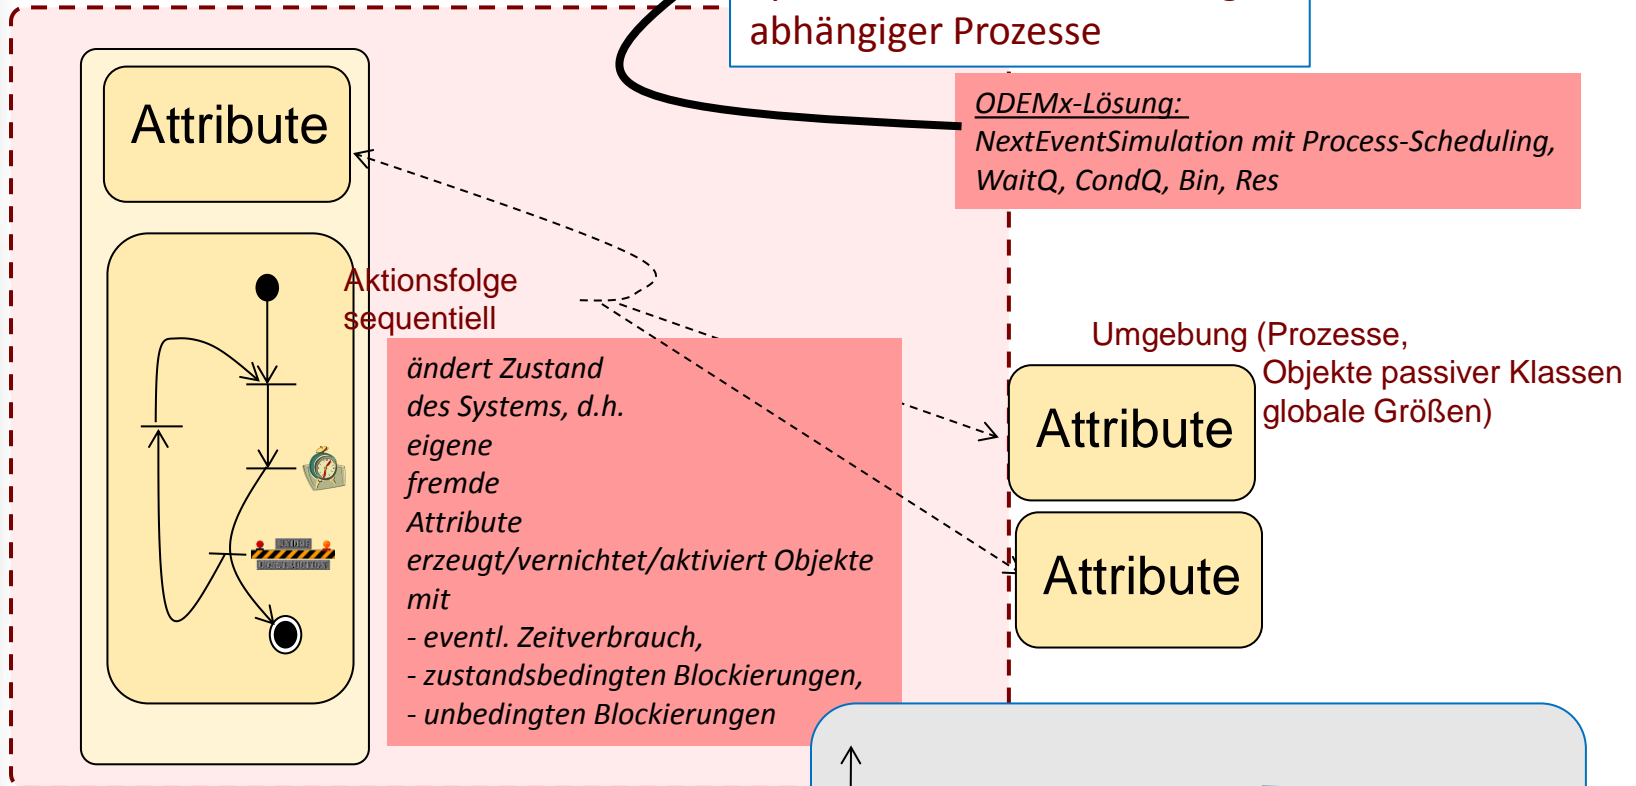 abhängiger Prozesse
ODEMx-Lösung:
NextEventSimulation mit Process-Scheduling,
WaitQ, CondQ, Bin, Res
Attribute
Aktionsfolge
sequentiell
ändert Zustand
des Systems, d.h.
eigene
fremde
Attribute
erzeugt/vernichtet/aktiviert Objekte
mit
- eventl. Zeitverbrauch,
- zustandsbedingten Blockierungen,
- unbedingten Blockierungen
Umgebung (Prozesse,
Objekte passiver Klassen
globale Größen)
Attribute
Attribute
UNDER
CONSTRUCTION